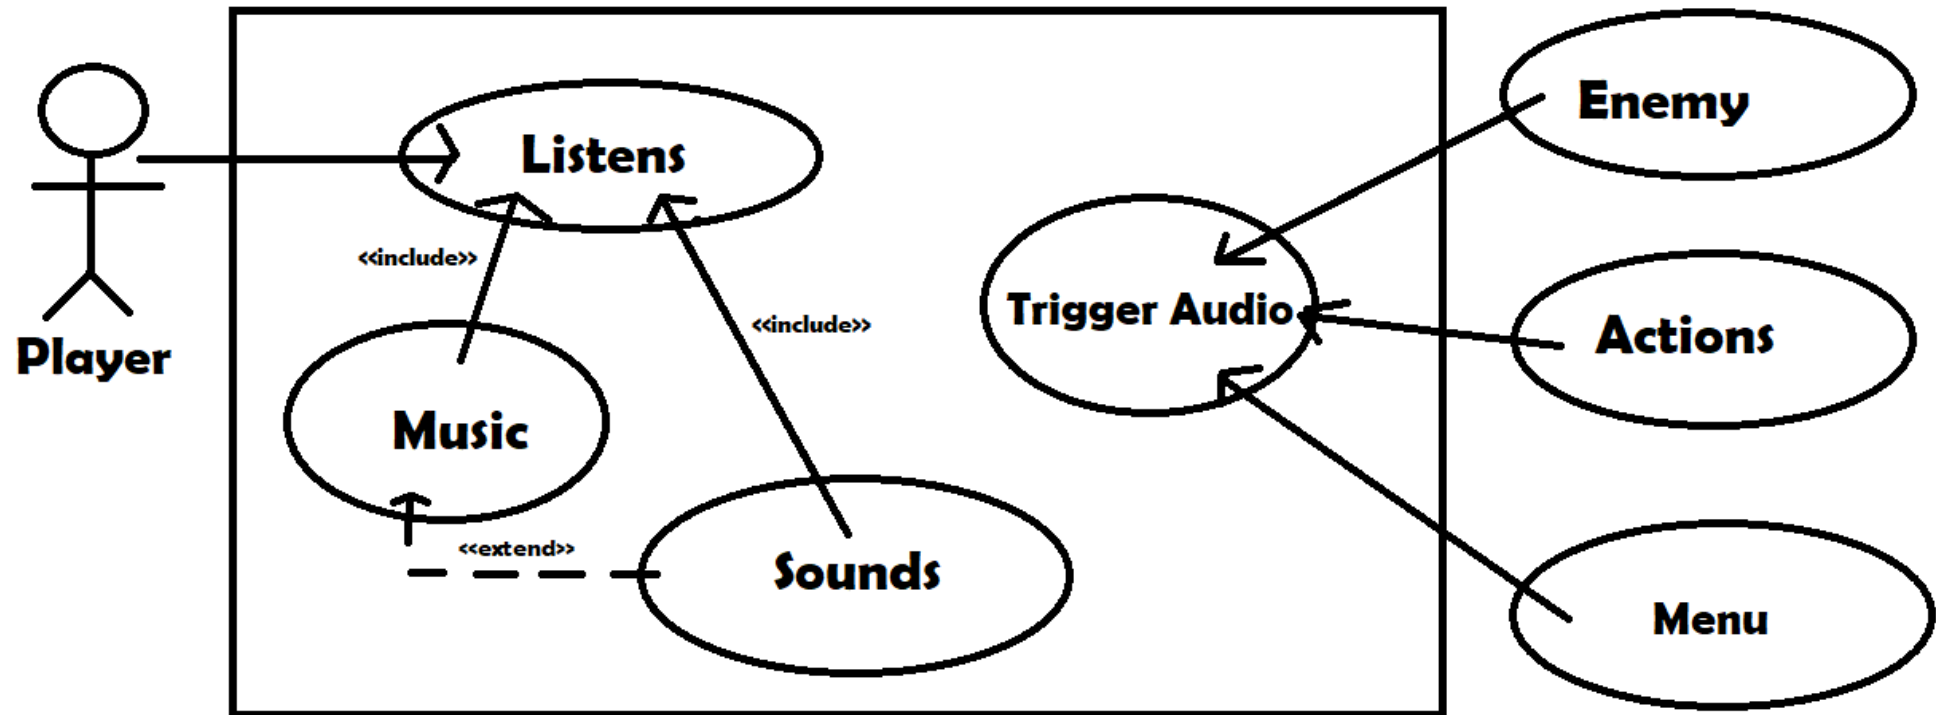 Enemy
Listens
<<include>>
Trigger Audio
<<include>>
Actions
Player
Music
<<extend>>
Sounds
Menu